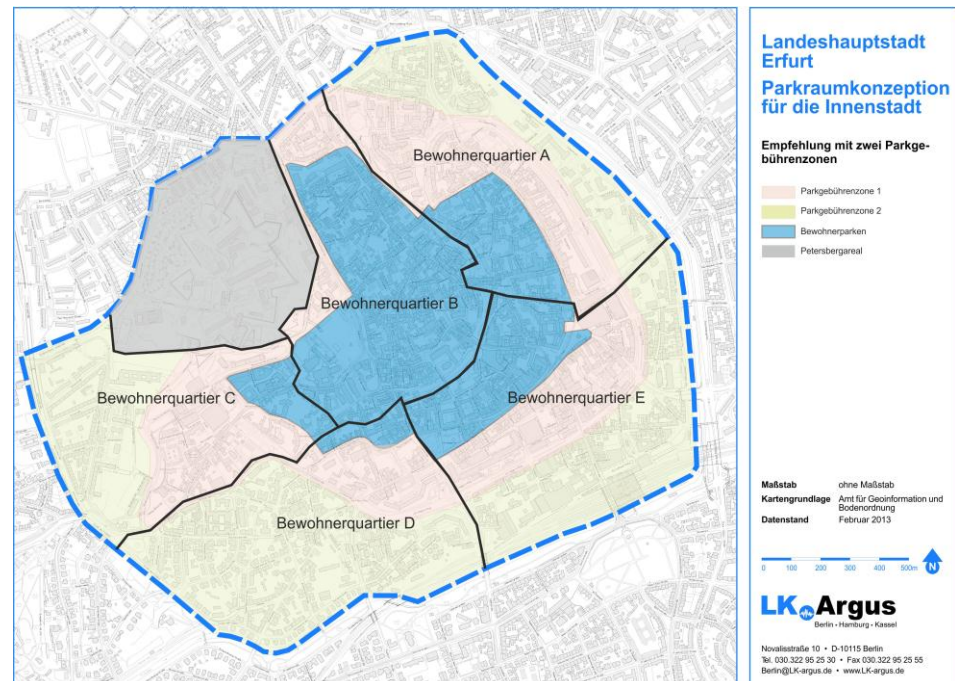 Bewohnerquartier A
Bewohnerquartier B
Bewohnerquartier C
Bewohnerquartier E
Bewohnerquartier D
Landeshauptstadt
Erfurt
Parkraumkonzeption
für die Innenstadt
Empfehlung mit zwei Parkge-
bührenzonen
Parkgebührenzone 1
Parkgebührenzone 2
Bewohnerparken
Petersbergareal
Maßstab ohne Maßstab
Kartengrundlage Amt für Geoinformation und
Bodenordnung
Datenstand Februar 2013
0 100 200 300 400 500m N
LK Argus
Berlin • Hamburg • Kassel
Novalisstraße 10 • D-10115 Berlin
Tel. 030.322 95 25 30 • Fax 030.322 95 25 55
Berlin@LK-argus.de • www.LK-argus.de